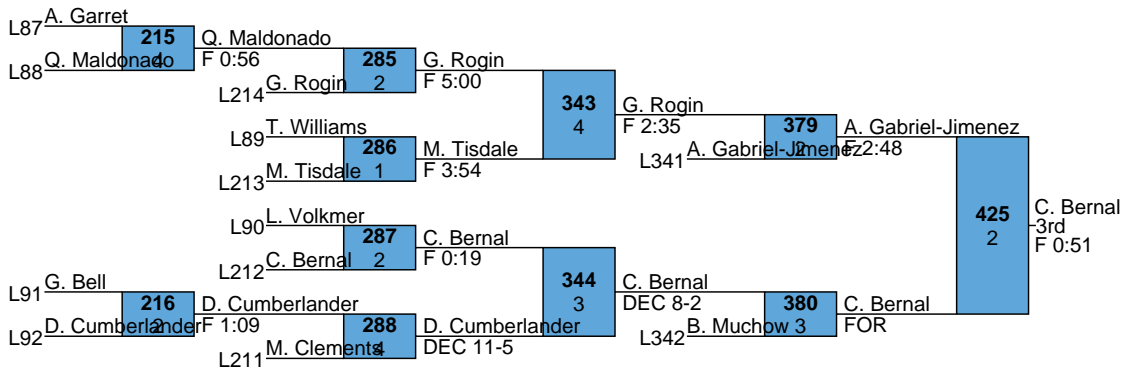 L87 A. Garret
215
4
L88 Q. Maldonado
Q. Maldonado
F 0:56
285
2
L214 G. Rogin
G. Rogin
F 5:00
343
4
L89 T. Williams
286
1
L213 M. Tisdale
M. Tisdale
F 3:54
G. Rogin
F 2:35
379
2
L341 A. Gabriel-Jimenez
A. Gabriel-Jimenez
F 2:48
L90 L. Volkmer
287
2
L212 C. Bernal
C. Bernal
F 0:19
425
2
C. Bernal
3rd
F 0:51
L91 G. Bell
216
2
L92 D. Cumberlander
D. Cumberlander
F 1:09
344
3
C. Bernal
DEC 8-2
288
4
L211 M. Clements
D. Cumberlander
DEC 11-5
380
3
L342 B. Muchow
C. Bernal
FOR